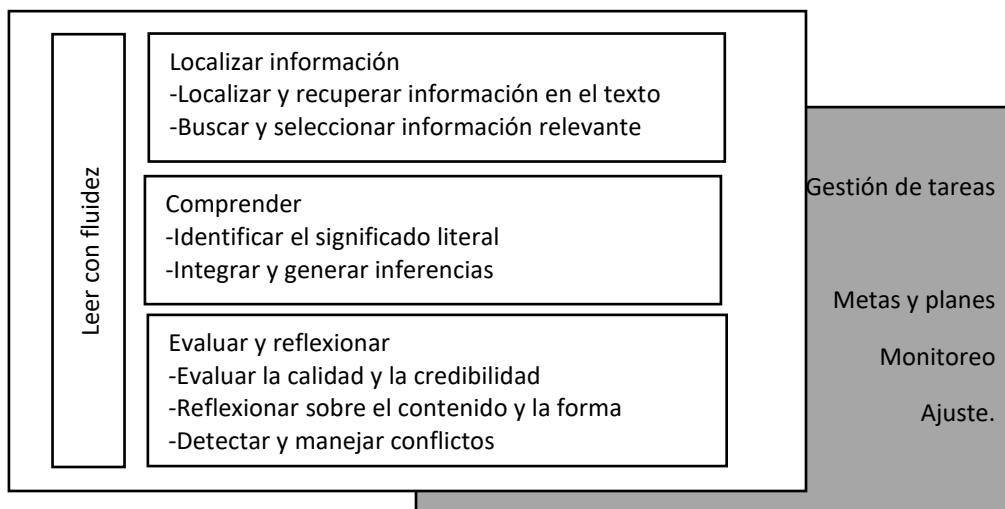 Leer con fluidez
Localizar información
-Localizar y recuperar información en el texto
-Buscar y seleccionar información relevante
Comprender
-Identificar el significado literal
-Integrar y generar inferencias
Evaluar y reflexionar
-Evaluar la calidad y la credibilidad
-Reflexionar sobre el contenido y la forma
-Detectar y manejar conflictos
Gestión de tareas
Metas y planes
Monitoreo
Ajuste.